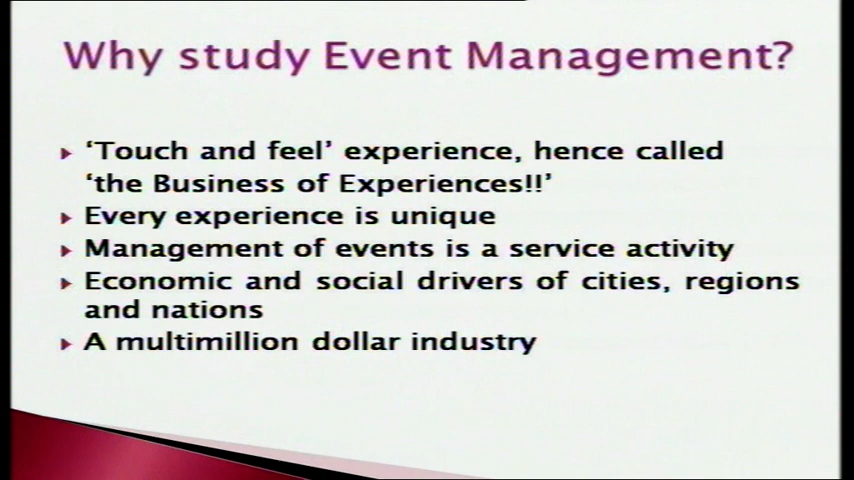 Why study Event Management?
‘Touch and feel’ experience, hence called
‘the Business of Experiences!!’
Every experience is unique
Management of events is a service activity
Economic and social drivers of cities, regions
and nations
A multimillion dollar industry